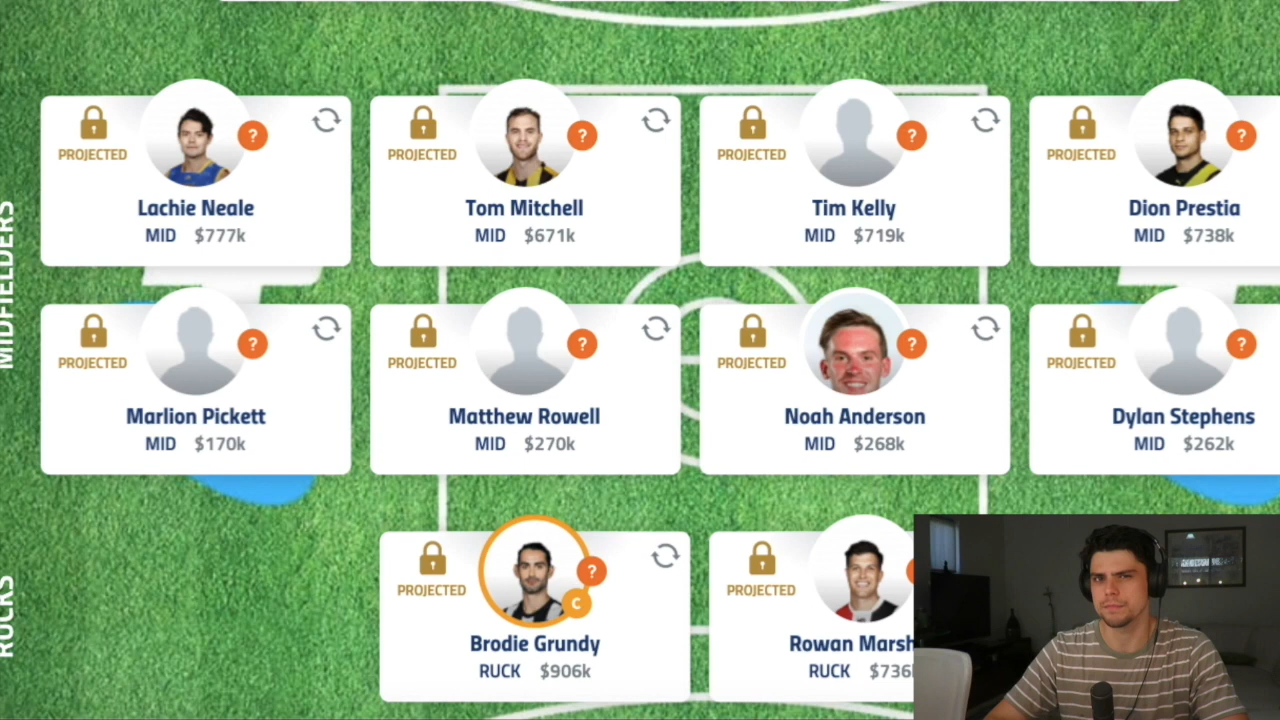 MIDFIELDERS
PROJECTED
?
Lachie Neale
MID $777k
PROJECTED
?
Tom Mitchell
MID $671k
PROJECTED
?
Tim Kelly
MID $719k
PROJECTED
?
Dion Prestia
MID $738k
PROJECTED
?
Marlion Pickett
MID $170k
PROJECTED
?
Matthew Rowell
MID $270k
PROJECTED
?
Noah Anderson
MID $268k
PROJECTED
?
Dylan Stephens
MID $262k
RUCKS
PROJECTED
?
C
Brodie Grundy
RUCK $906k
PROJECTED
Rowan Marsh
RUCK $736